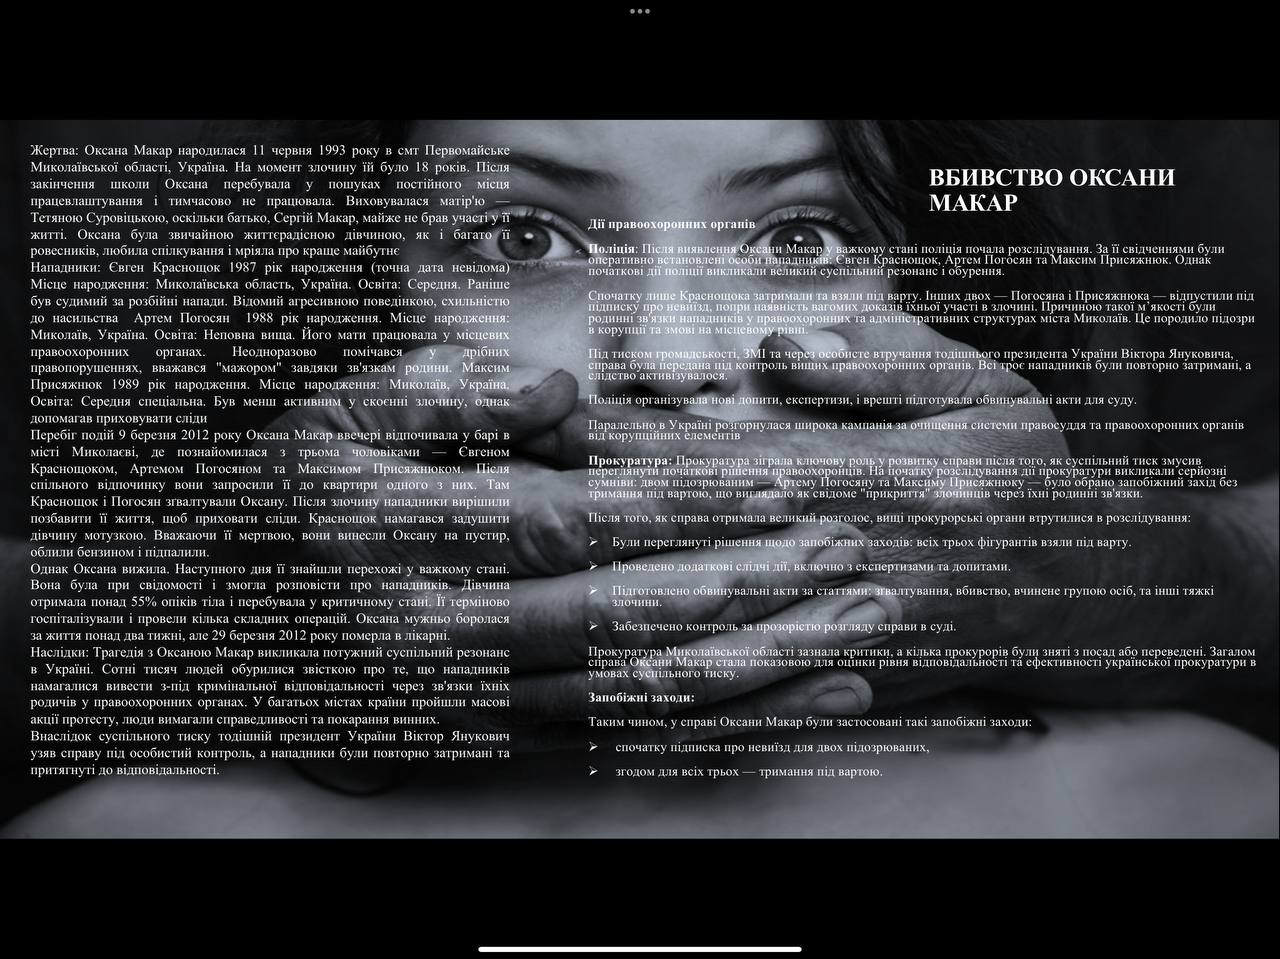 Жертва: Оксана Макар народилася 11 червня 1993 року в смт Первомайське
Миколаївської області, Україна. На момент злочину їй було 18 років. Після
закінчення школи Оксана перебувала у пошуках постійного місця
працевлаштування і тимчасово не працювала. Виховувалася матір'ю —
Тетяною Суровіцькою, оскільки батько, Сергій Макар, майже не брав участі у її
житті. Оксана була звичайною життєрадісною дівчиною, як і багато її
ровесників, любила спілкування і мріяла про краще майбутнє
Нападники: Євген Краснощок 1987 рік народження (точна дата невідома)
Місце народження: Миколаївська область, Україна. Освіта: Середня. Раніше
був судимий за розбійні напади. Відомий агресивною поведінкою, схильністю
до насильства Артем Погосян 1988 рік народження. Місце народження:
Миколаїв, Україна. Освіта: Неповна вища. Його мати працювала у місцевих
правоохоронних органах. Неодноразово помічався у дрібних
правопорушеннях, вважався "мажором" завдяки зв'язкам родини. Максим
Присяжнюк 1989 рік народження. Місце народження: Миколаїв, Україна.
Освіта: Середня спеціальна. Був менш активним у скоєнні злочину, однак
допомагав приховувати сліди
Перебіг подій 9 березня 2012 року Оксана Макар ввечері відпочивала у барі в
місті Миколаєві, де познайомилася з трьома чоловіками — Євгеном
Краснощоком, Артемом Погосяном та Максимом Присяжнюком. Після
спільного відпочинку вони запросили її до квартири одного з них. Там
Краснощок і Погосян зґвалтували Оксану. Після злочину нападники вирішили
позбавити її життя, щоб приховати сліди. Краснощок намагався задушити
дівчину мотузкою. Вважаючи її мертвою, вони винесли Оксану на пустир,
облили бензином і підпалили.
Однак Оксана вижила. Наступного дня її знайшли перехожі у важкому стані.
Вона була при свідомості і змогла розповісти про нападників. Дівчина
отримала понад 55% опіків тіла і перебувала у критичному стані. Її терміново
госпіталізували і провели кілька складних операцій. Оксана мужньо боролася
за життя понад два тижні, але 29 березня 2012 року померла в лікарні.
Наслідки: Трагедія з Оксаною Макар викликала потужний суспільний резонанс
в Україні. Сотні тисяч людей обурилися звісткою про те, що нападників
намагалися вивести з-під кримінальної відповідальності через зв'язки їхніх
родичів у правоохоронних органах. У багатьох містах країни пройшли масові
акції протесту, люди вимагали справедливості та покарання винних.
Внаслідок суспільного тиску тодішній президент України Віктор Янукович
узяв справу під особистий контроль, а нападники були повторно затримані та
притягнуті до відповідальності.
ВБИВСТВО ОКСАНИ
МАКАР
Дії правоохоронних органів
Поліція: Після виявлення Оксани Макар у важкому стані поліція почала розслідування. За її свідченнями були
оперативно встановлені особи нападників: Євген Краснощок, Артем Погосян та Максим Присяжнюк. Однак
початкові дії поліції викликали великий суспільний резонанс і обурення.
Спочатку лише Краснощока затримали та взяли під варту. Інших двох — Погосяна і Присяжнюка — відпустили під
підписку про невиїзд, попри наявність вагомих доказів їхньої участі в злочині. Причиною такої м'якості були
родинні зв'язки нападників у правоохоронних та адміністративних структурах міста Миколаїв. Це породило підозри
в корупції та змові на місцевому рівні.
Під тиском громадськості, ЗМІ та через особисте втручання тодішнього президента України Віктора Януковича,
справа була передана під контроль вищих правоохоронних органів. Всі троє нападників були повторно затримані, а
слідство активізувалося.
Поліція організувала нові допити, експертизи, і врешті підготувала обвинувальні акти для суду.
Паралельно в Україні розгорнулася широка кампанія за очищення системи правосуддя та правоохоронних органів
від корупційних елементів
Прокуратура: Прокуратура зіграла ключову роль у розвитку справи після того, як суспільний тиск змусив
переглянути початкові рішення правоохоронців. На початку розслідування дії прокуратури викликали серйозні
сумніви: двом підозрюваним — Артему Погосяну та Максиму Присяжнюку — було обрано запобіжний захід без
тримання під вартою, що виглядало як свідоме "прикриття" злочинців через їхні родинні зв'язки.
Після того, як справа отримала великий розголос, вищі прокурорські органи втрутилися в розслідування:
➢ Були переглянуті рішення щодо запобіжних заходів: всіх трьох фігурантів взяли під варту.
➢ Проведено додаткові слідчі дії, включно з експертизами та допитами.
➢ Підготовлено обвинувальні акти за статтями: зґвалтування, вбивство, вчинене групою осіб, та інші тяжкі
злочини.
➢ Забезпечено контроль за прозорістю розгляду справи в суді.
Прокуратура Миколаївської області зазнала критики, а кілька прокурорів були зняті з посад або переведені. Загалом
справа Оксани Макар стала показовою для оцінки рівня відповідальності та ефективності української прокуратури в
умовах суспільного тиску.
Запобіжні заходи:
Таким чином, у справі Оксани Макар були застосовані такі запобіжні заходи:
➢ спочатку підписка про невиїзд для двох підозрюваних,
➢ згодом для всіх трьох — тримання під вартою.